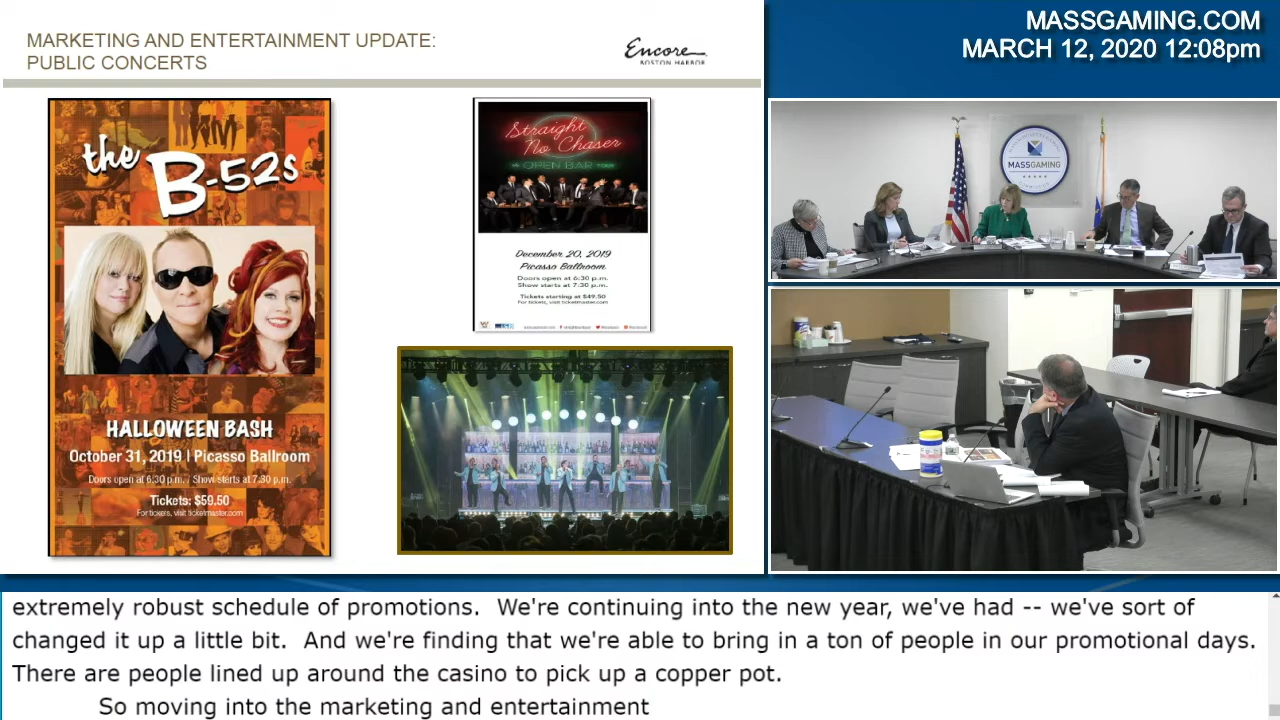 MARKETING AND ENTERTAINMENT UPDATE:
PUBLIC CONCERTS
Encore
BOSTON HARBOR
the
B-52s
HALLOWEEN BASH
October 31, 2019 | Picasso Ballroom
Doors open at 6:30 p.m. / Show starts at 7:30 p.m.
Tickets: $59.50
For tickets, visit ticketmaster.com
Straight
No Chaser
OPEN BAR
December 20, 2019
Picasso Ballroom
Doors open at 6:30 p.m.
Show starts at 7:30 p.m.
Tickets starting at $49.50
For tickets, visit ticketmaster.com
MASSGAMING.COM
MARCH 12, 2020 12:08pm
MASSGAMING
extremely robust schedule of promotions.  We're continuing into the new year, we've had -- we've sort of
changed it up a little bit.  And we're finding that we're able to bring in a ton of people in our promotional days.
There are people lined up around the casino to pick up a copper pot.
So moving into the marketing and entertainment